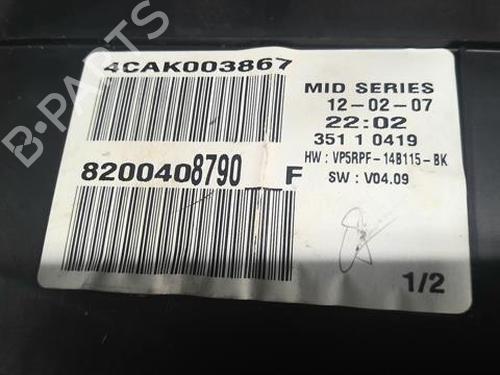 B-PARTS
4CAK003867
MID SERIES
12-02-07
22:02
351 1 0419
HW : VP5RPF-14B115-BK
SW : V04.09
8200408790 F
1/2